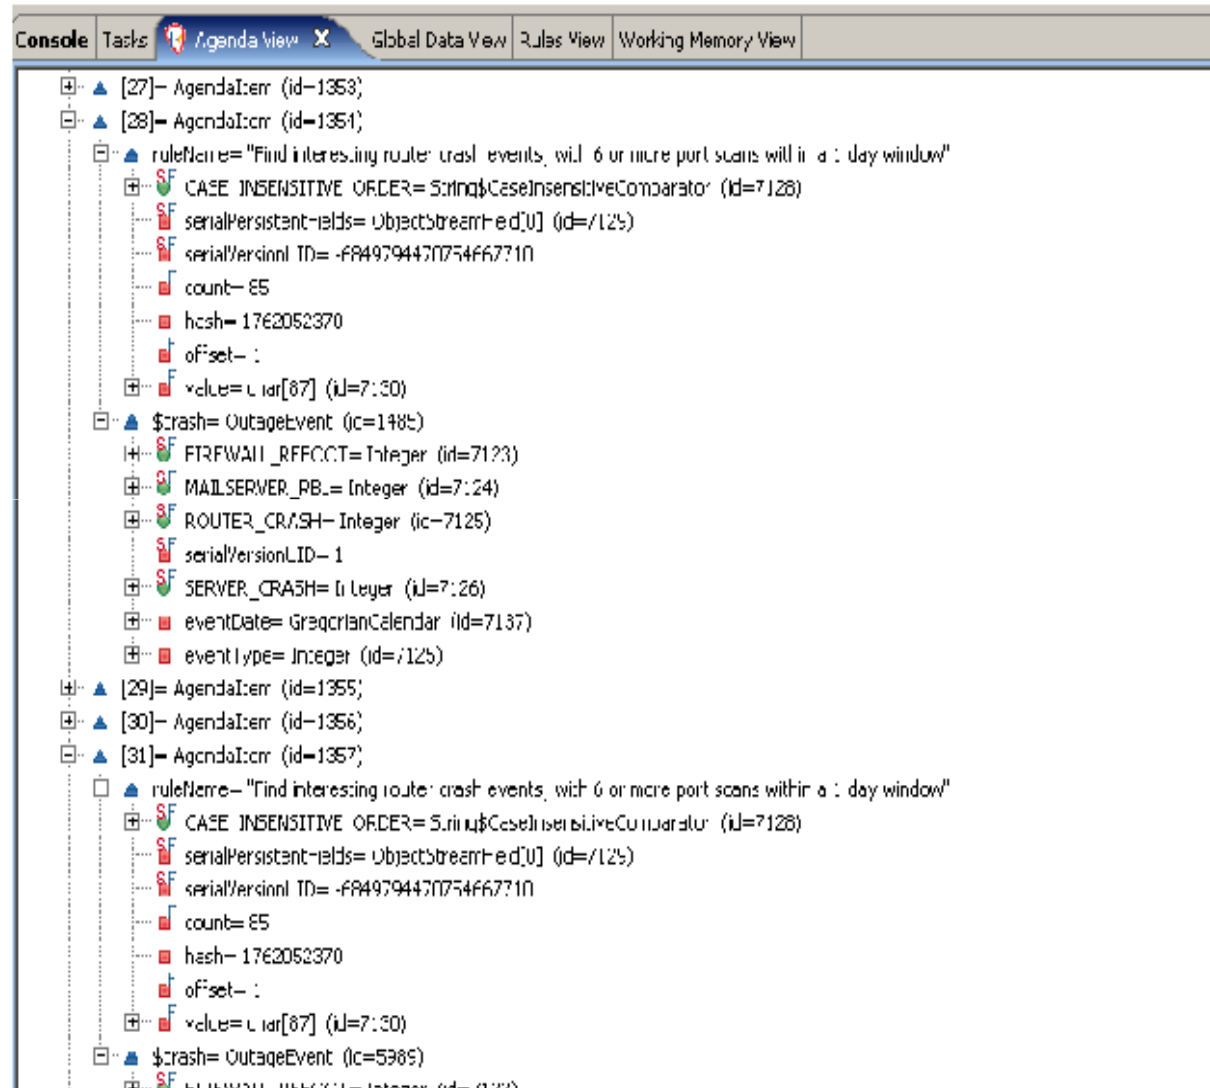 Console Tasks Agenda View X Global Data View Rules View Working Memory View
[27]= AgendaItem (id=1353)
[28]= AgendaItem (id=1354)
ruleName= "Find interesting router crash events, with 6 or more port scans within a 1 day window"
CASE_INSENSITIVE_ORDER= String$CaseInsensitiveComparator (id=7128)
serialPersistentFields= ObjectStreamField[0] (id=7129)
serialVersionUID= -6849794470754667710
count= 85
hash= 1762052370
offset= 1
value= char[87] (id=7130)
$crash= OutageEvent (id=1485)
FIREWALL_REBOOT= Integer (id=7123)
MAILSERVER_RBL= Integer (id=7124)
ROUTER_CRASH= Integer (id=7125)
serialVersionUID= 1
SERVER_CRASH= Integer (id=7126)
eventDate= GregorianCalendar (id=7137)
eventType= Integer (id=7125)
[29]= AgendaItem (id=1355)
[30]= AgendaItem (id=1356)
[31]= AgendaItem (id=1357)
ruleName= "Find interesting router crash events, with 6 or more port scans within a 1 day window"
CASE_INSENSITIVE_ORDER= String$CaseInsensitiveComparator (id=7128)
serialPersistentFields= ObjectStreamField[0] (id=7129)
serialVersionUID= -6849794470754667710
count= 85
hash= 1762052370
offset= 1
value= char[87] (id=7130)
$crash= OutageEvent (id=5989)
FIREWALL_REBOOT= Integer (id=7123)